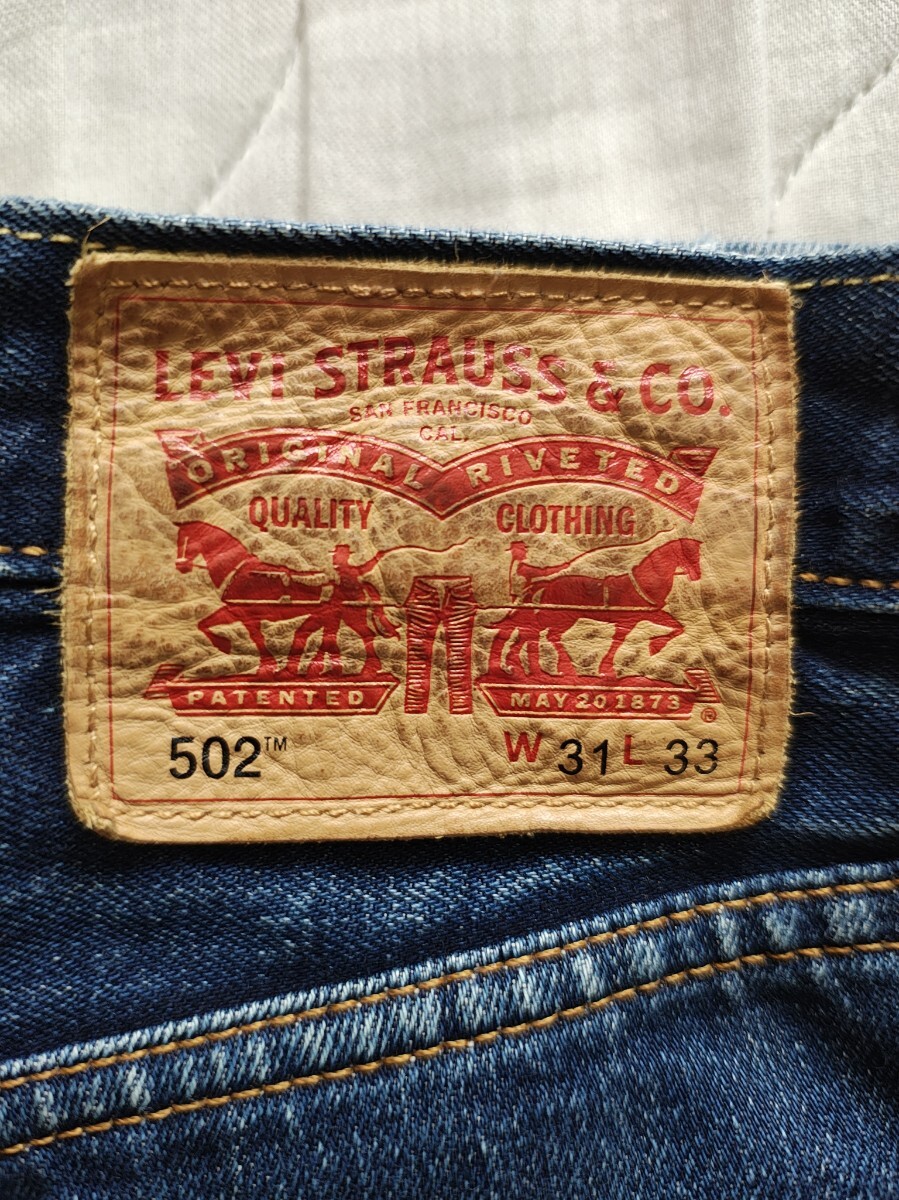 LEVI STRAUSS & CO.
SAN FRANCISCO
CAL.
ORIGINAL RIVETED
QUALITY CLOTHING
PATENTED MAY 20 1873 ®
502™ W 31 L 33